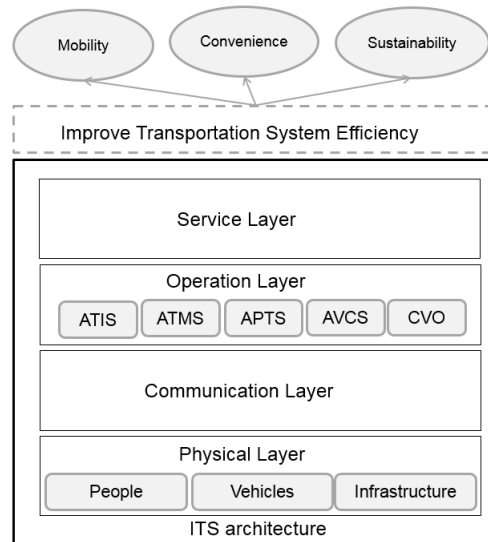 Mobility
Convenience
Sustainability
Improve Transportation System Efficiency
Service Layer
Operation Layer
ATIS ATMS APTS AVCS CVO
Communication Layer
Physical Layer
People Vehicles Infrastructure
ITS architecture